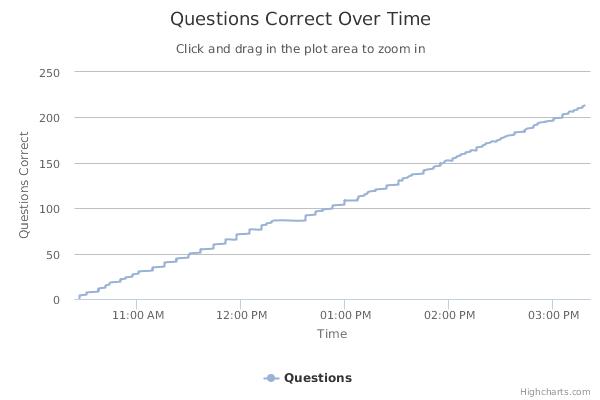 Questions Correct Over Time
Click and drag in the plot area to zoom in
250
200
150
100
50
0
Questions Correct
11:00 AM
12:00 PM
01:00 PM
02:00 PM
03:00 PM
Time
Questions
Highcharts.com